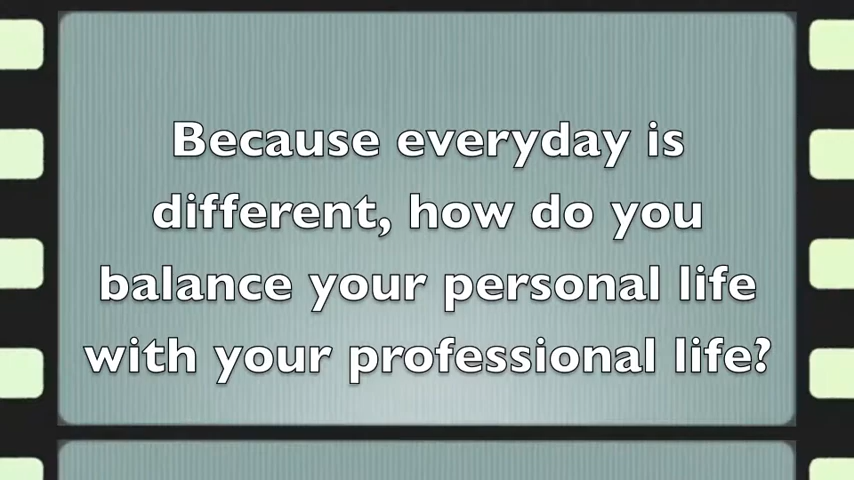 Because everyday is
different, how do you
balance your personal life
with your professional life?